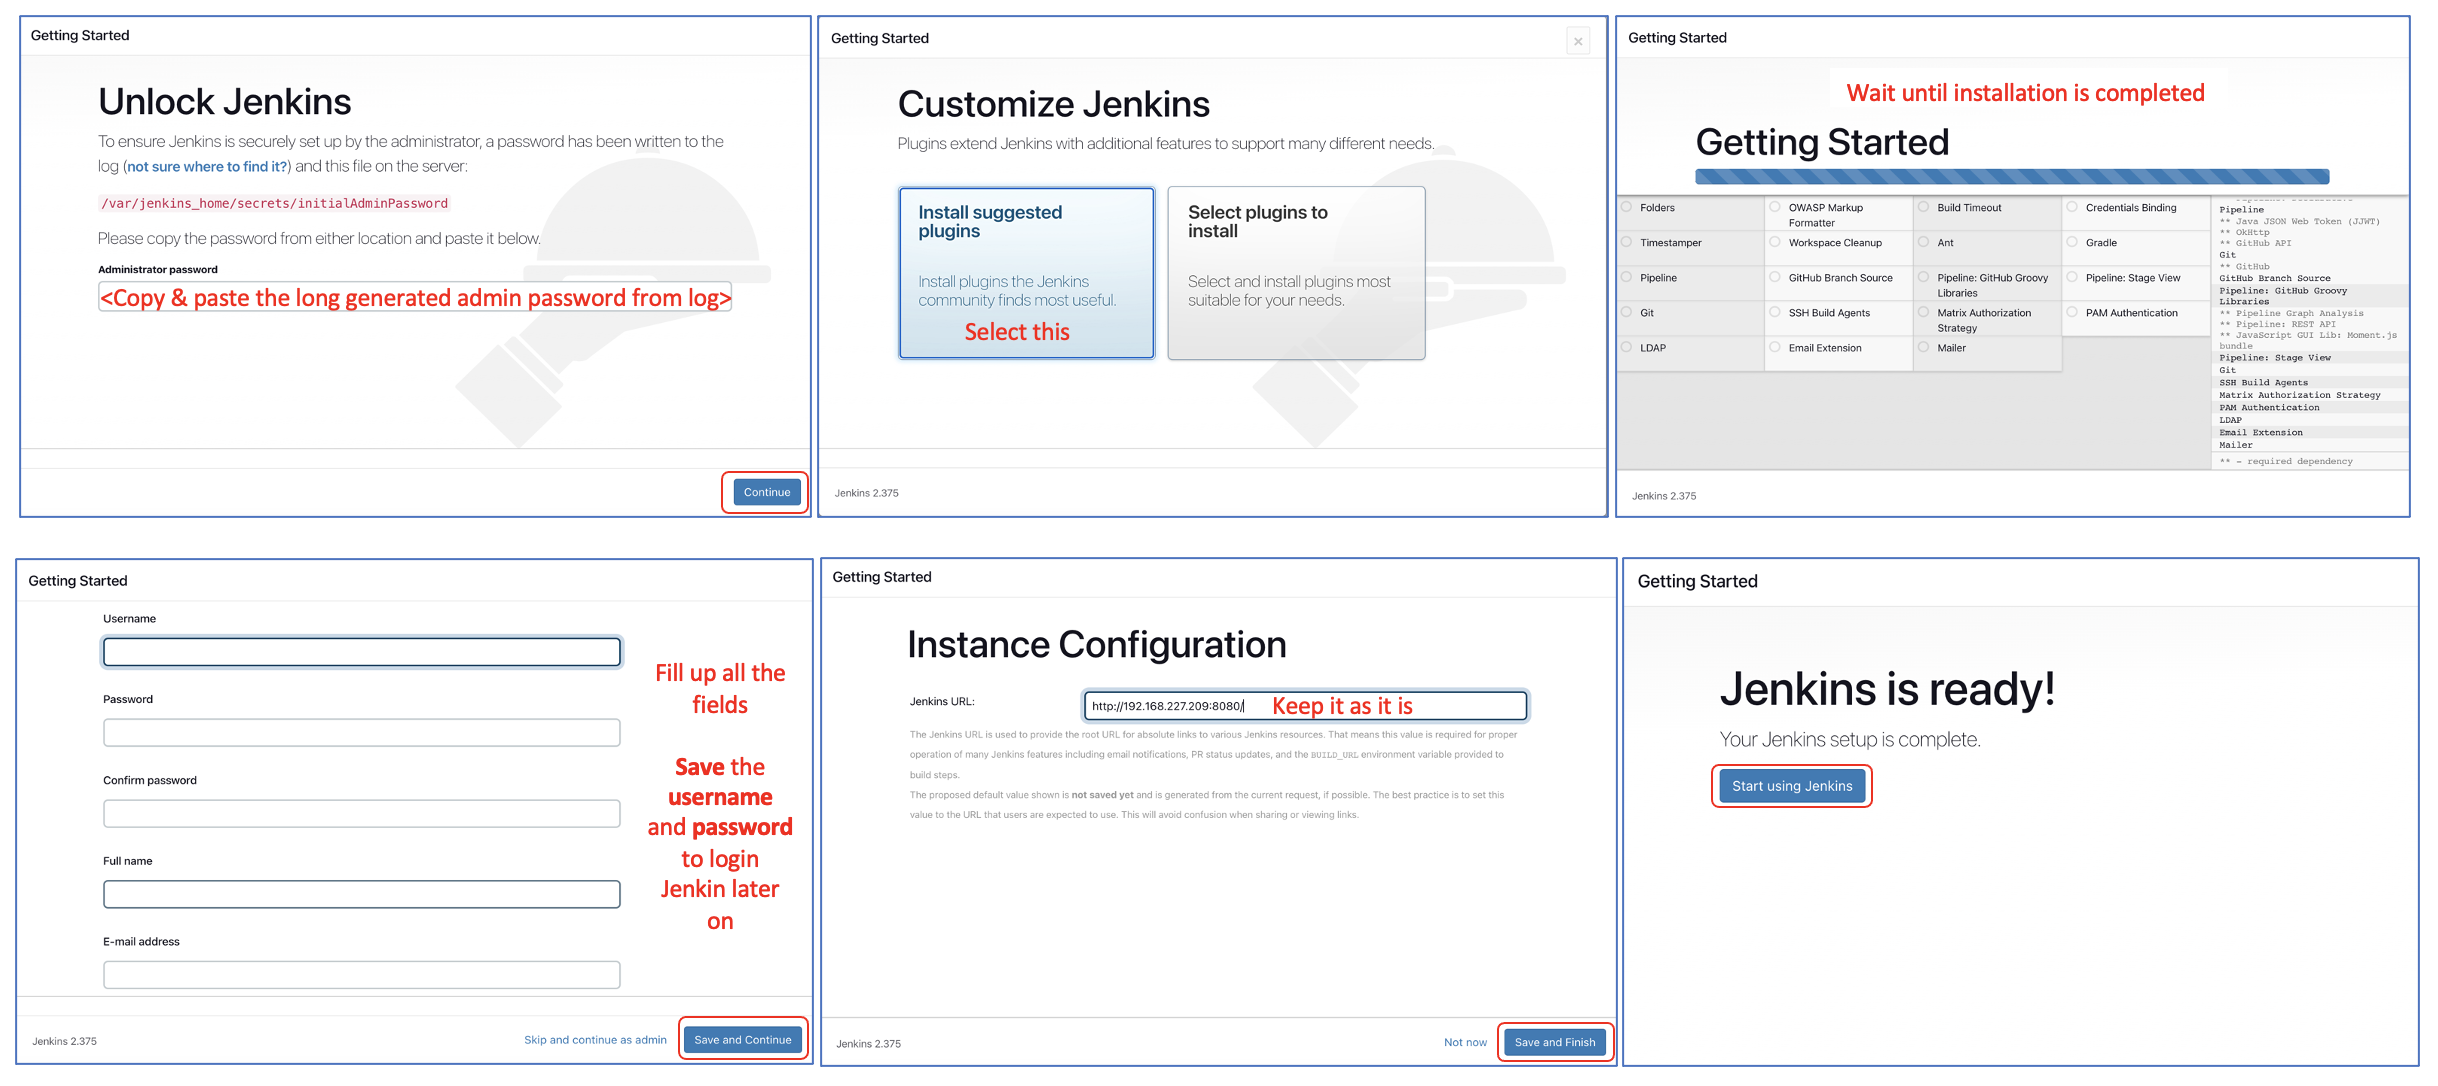 Getting Started
Unlock Jenkins
To ensure Jenkins is securely set up by the administrator, a password has been written to the
log (not sure where to find it?) and this file on the server:
/var/jenkins_home/secrets/initialAdminPassword
Please copy the password from either location and paste it below.
Administrator password
<Copy & paste the long generated admin password from log>
Continue
Getting Started
×
Customize Jenkins
Plugins extend Jenkins with additional features to support many different needs.
Install suggested
plugins
Install plugins the Jenkins
community finds most useful.
Select this
Select plugins to
install
Select and install plugins most
suitable for your needs.
Jenkins 2.375
Getting Started
Wait until installation is completed
Getting Started
Folders
OWASP Markup
Formatter
Build Timeout
Credentials Binding
Timestamper
Workspace Cleanup
Ant
Gradle
Pipeline
GitHub Branch Source
Pipeline: GitHub Groovy
Libraries
Pipeline: Stage View
Git
SSH Build Agents
Matrix Authorization
Strategy
PAM Authentication
LDAP
Email Extension
Mailer
Pipeline
** Java JSON Web Token (JJWT)
** OkHttp
** GitHub API
Git
** GitHub
GitHub Branch Source
Pipeline: GitHub Groovy
Libraries
** Pipeline Graph Analysis
** Pipeline: REST API
** JavaScript GUI Lib: Moment.js
bundle
Pipeline: Stage View
Git
SSH Build Agents
Matrix Authorization Strategy
PAM Authentication
LDAP
Email Extension
Mailer
** - required dependency
Jenkins 2.375
Getting Started
Username
Password
Confirm password
Full name
E-mail address
Fill up all the
fields
Save the
username
and password
to login
Jenkin later
on
Jenkins 2.375
Skip and continue as admin
Save and Continue
Getting Started
Instance Configuration
Jenkins URL:
http://192.168.227.209:8080/
Keep it as it is
The Jenkins URL is used to provide the root URL for absolute links to various Jenkins resources. That means this value is required for proper
operation of many Jenkins features including email notifications, PR status updates, and the BUILD_URL environment variable provided to
build steps.
The proposed default value shown is not saved yet and is generated from the current request, if possible. The best practice is to set this
value to the URL that users are expected to use. This will avoid confusion when sharing or viewing links.
Jenkins 2.375
Not now
Save and Finish
Getting Started
Jenkins is ready!
Your Jenkins setup is complete.
Start using Jenkins